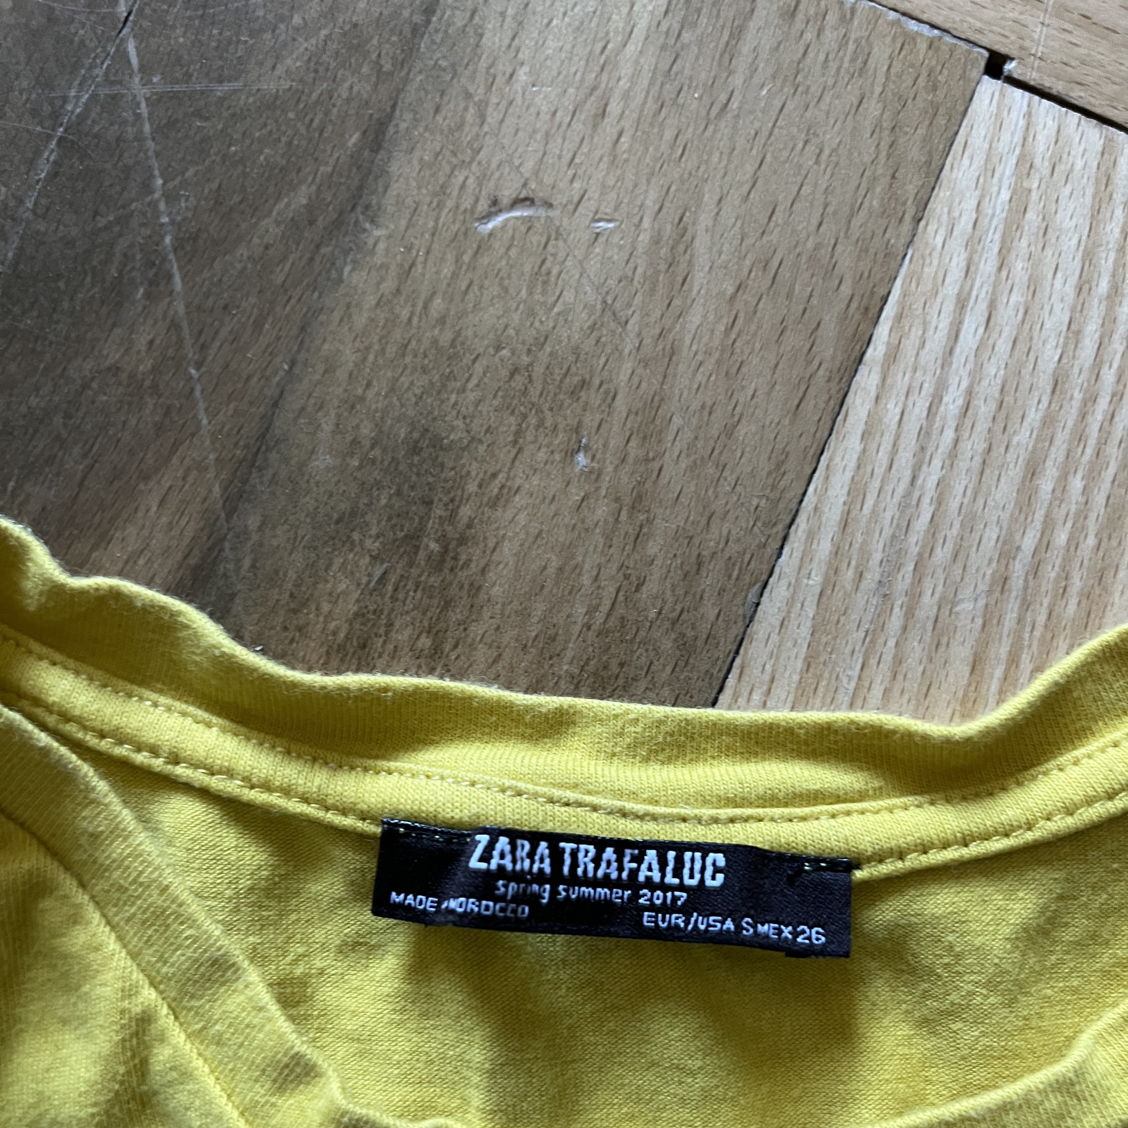 ZARA TRAFALUC
Spring summer 2017
MADE MOROCCO
EUR/USA S MEX 26